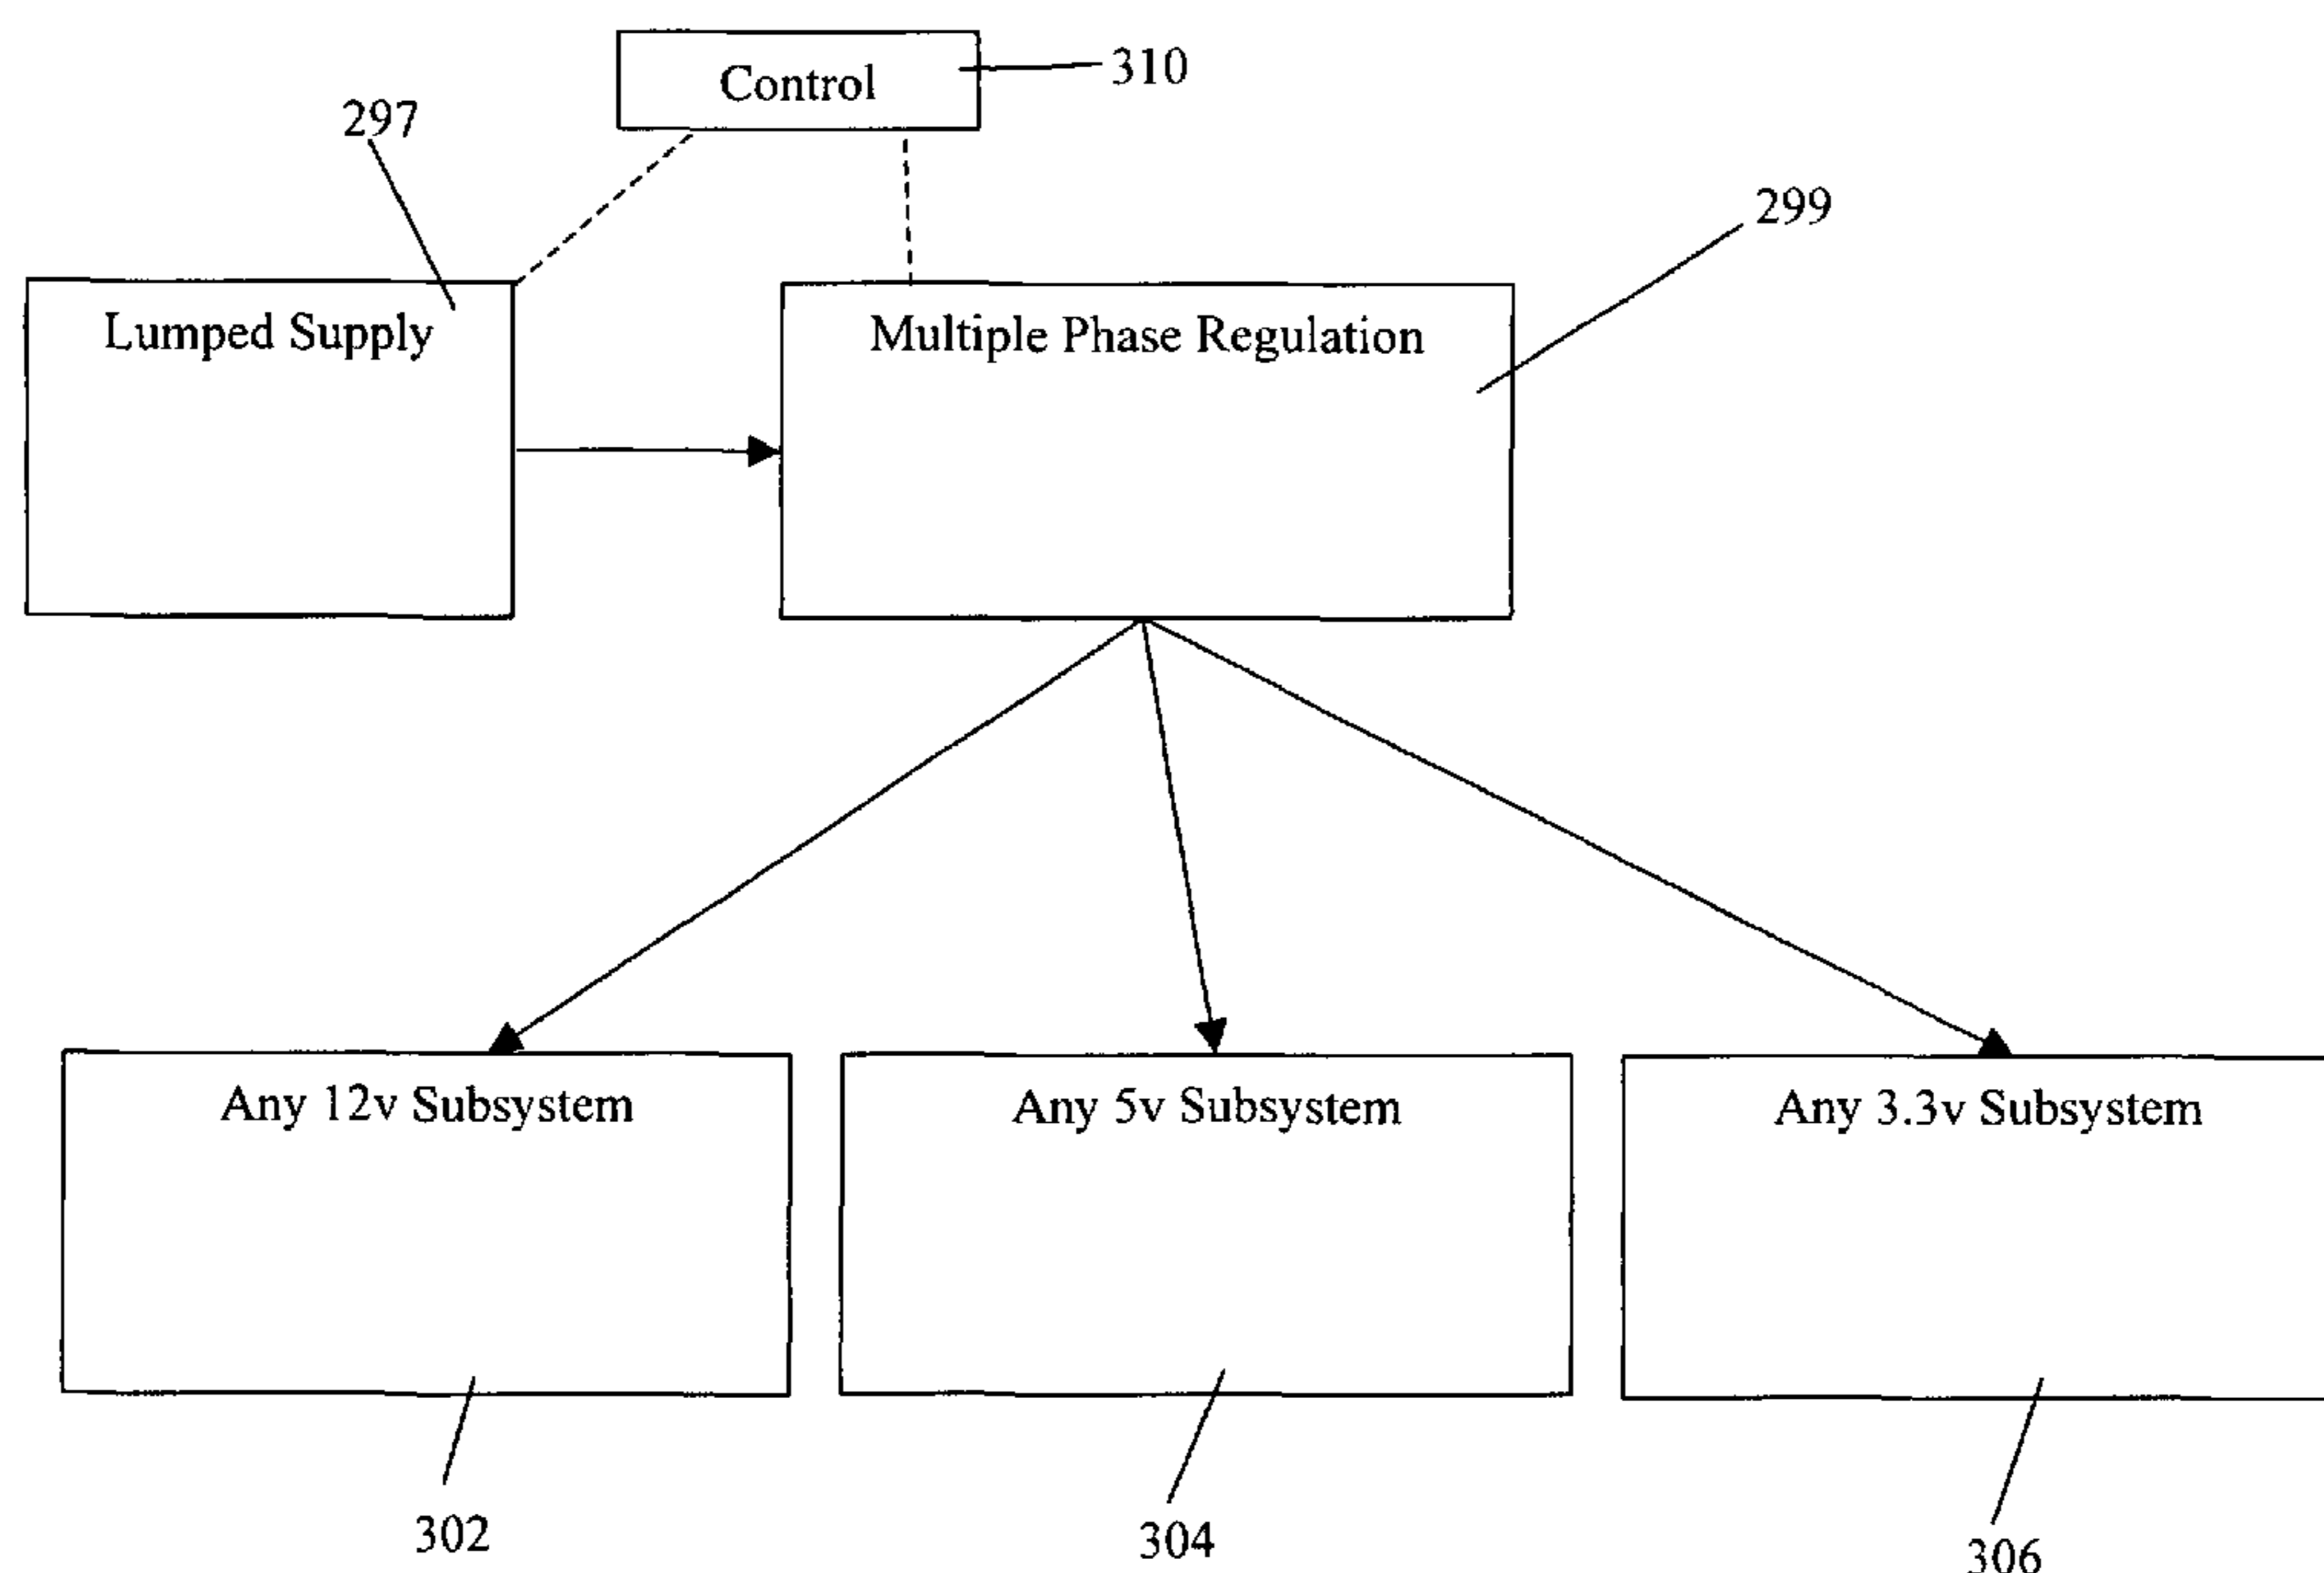 Control
310
297
299
Lumped Supply
Multiple Phase Regulation
Any 12v Subsystem
Any 5v Subsystem
Any 3.3v Subsystem
302
304
306